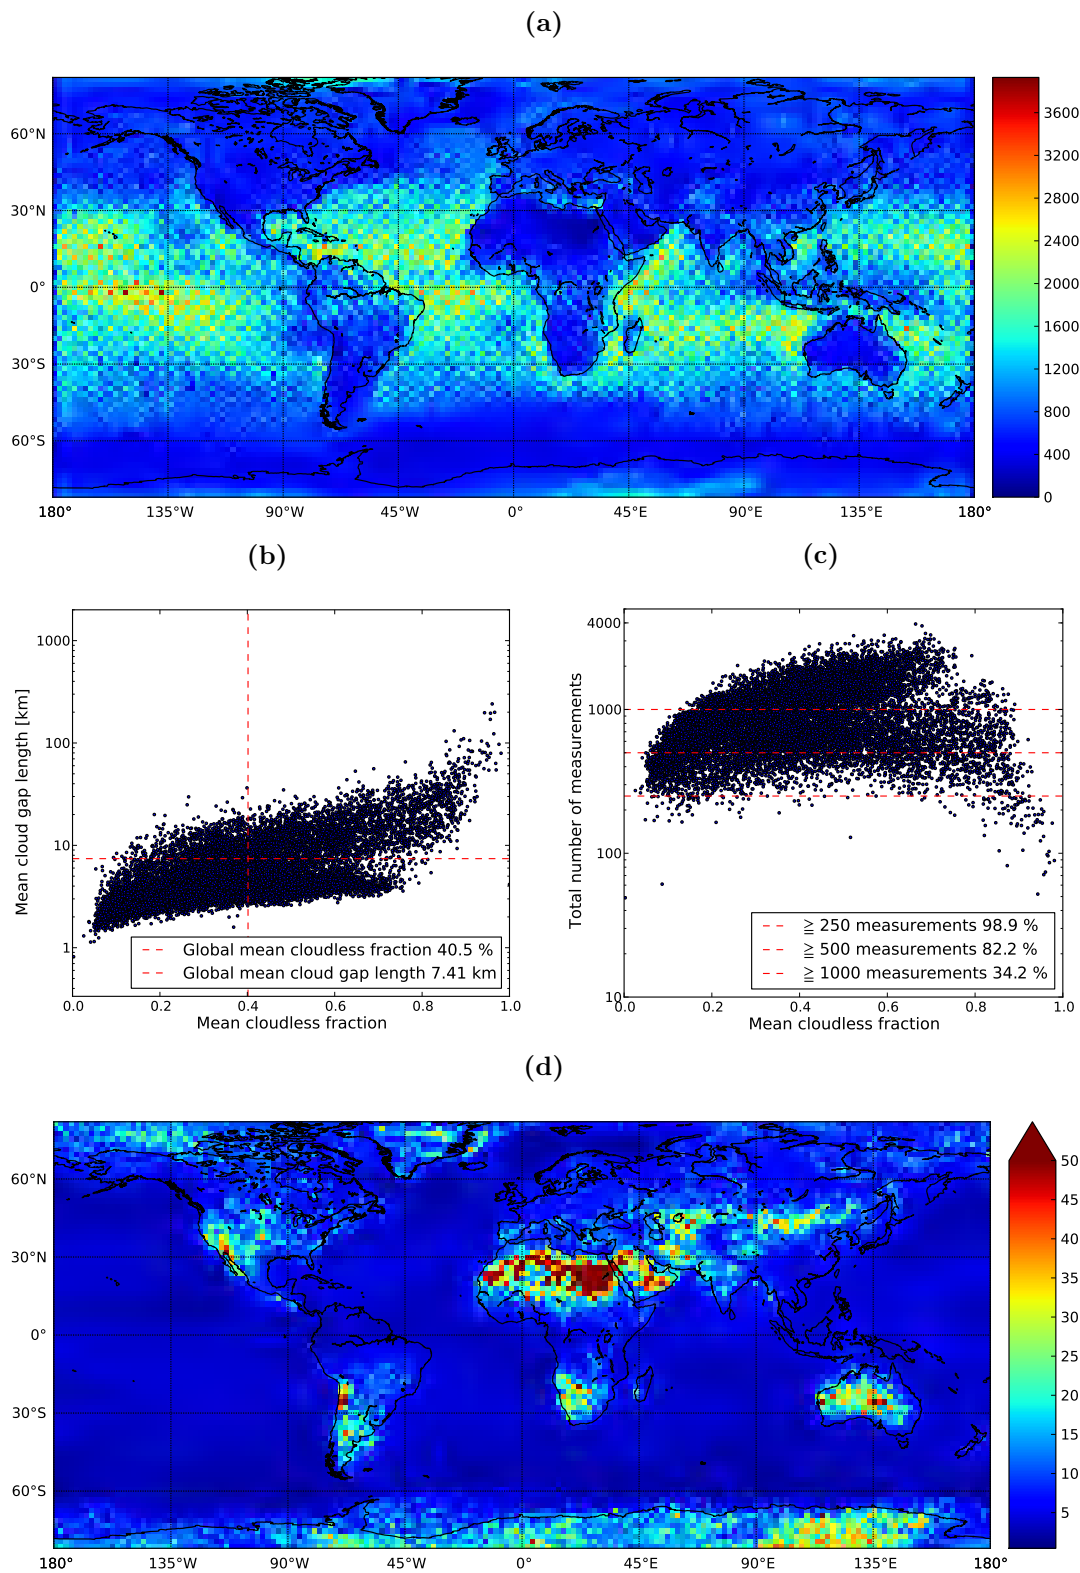 (a)
60°N
30°N
0°
30°S
60°S
180° 135°W 90°W 45°W 0° 45°E 90°E 135°E 180°
3600
3200
2800
2400
2000
1600
1200
800
400
0
(b)
Mean cloud gap length [km]
1000
100
10
1
0.0 0.2 0.4 0.6 0.8 1.0
Mean cloudless fraction
Global mean cloudless fraction 40.5 %
Global mean cloud gap length 7.41 km
(c)
Total number of measurements
4000
1000
100
10
0.0 0.2 0.4 0.6 0.8 1.0
Mean cloudless fraction
≧ 250 measurements 98.9 %
≧ 500 measurements 82.2 %
≧ 1000 measurements 34.2 %
(d)
60°N
30°N
0°
30°S
60°S
180° 135°W 90°W 45°W 0° 45°E 90°E 135°E 180°
50
45
40
35
30
25
20
15
10
5